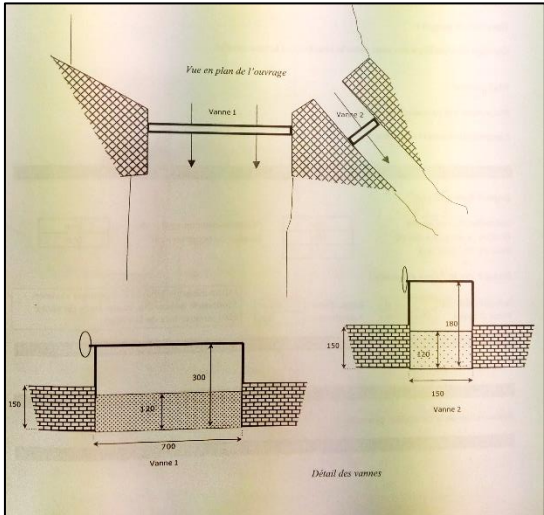 Vue en plan de l'ouvrage
Vanne 1
Vanne 2
180
150
120
150
Vanne 2
300
150
120
700
Vanne 1
Détail des vannes